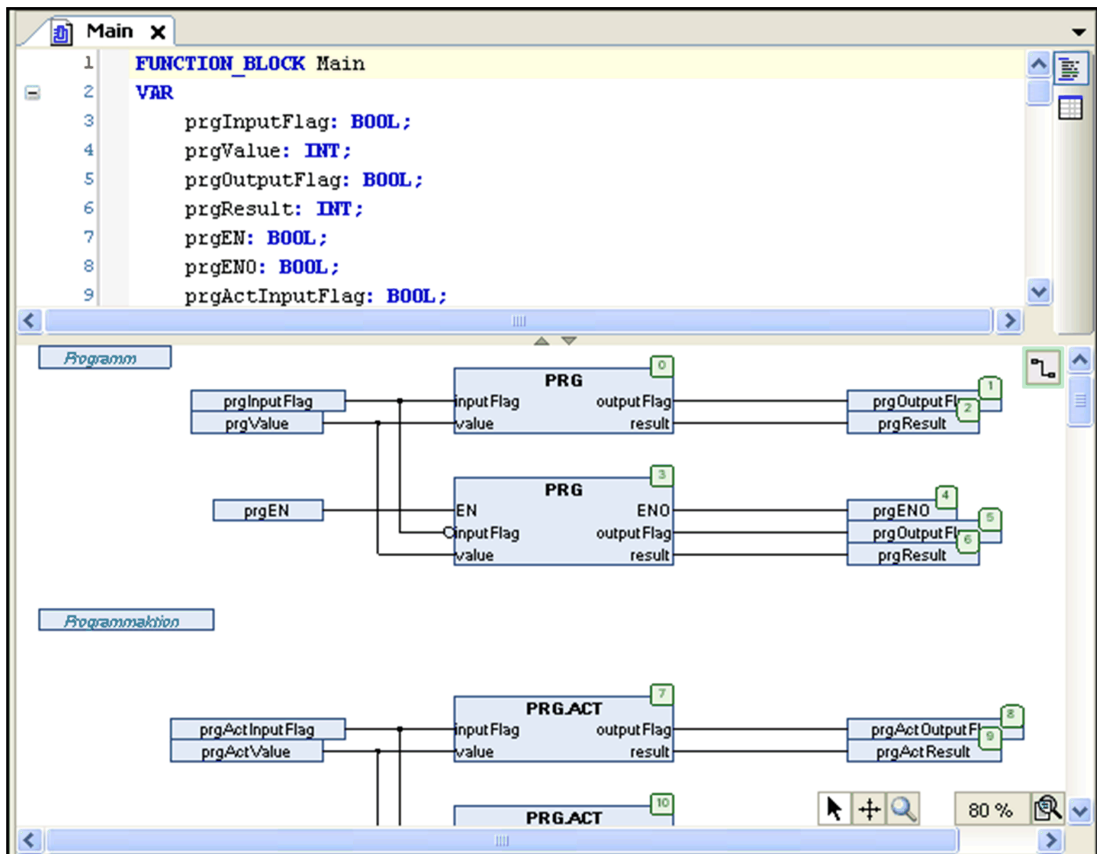 Main
1 FUNCTION_BLOCK Main
2 VAR
3 prgInputFlag: BOOL;
4 prgValue: INT;
5 prgOutputFlag: BOOL;
6 prgResult: INT;
7 prgEN: BOOL;
8 prgENO: BOOL;
9 prgActInputFlag: BOOL;
Programm
0
PRG
1
prgInputFlag inputFlag outputFlag prgOutputFl
2
prgValue value result prgResult
3
PRG
4
prgEN EN ENO prgENO
5
inputFlag outputFlag prgOutputFl
6
value result prgResult
Programmaktion
7
PRG.ACT
8
prgActInputFlag inputFlag outputFlag prgActOutputF
9
prgActValue value result prgActResult
10
PRG.ACT
80 %